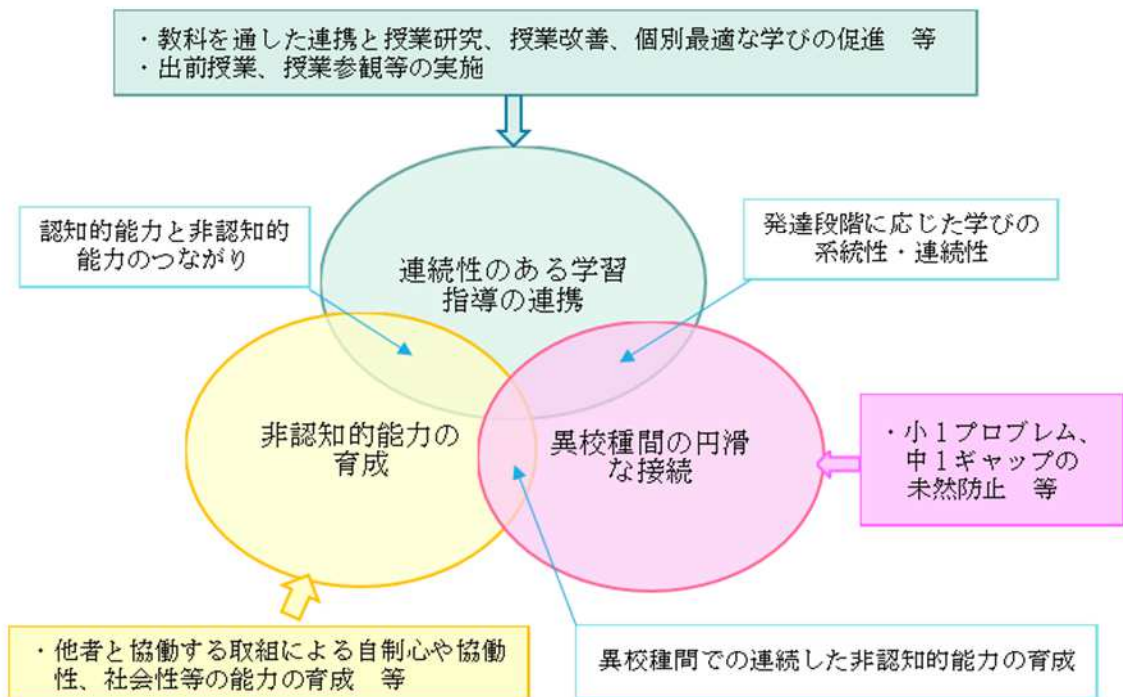 ・教科を通した連携と授業研究、授業改善、個別最適な学びの促進　等
・出前授業、授業参観等の実施
認知的能力と非認知的
能力のつながり
発達段階に応じた学びの
系統性・連続性
連続性のある学習
指導の連携
非認知的能力の
育成
異校種間の円滑
な接続
・小１プロブレム、
中１ギャップの
未然防止　等
・他者と協働する取組による自制心や協働
性、社会性等の能力の育成　等
異校種間での連続した非認知的能力の育成